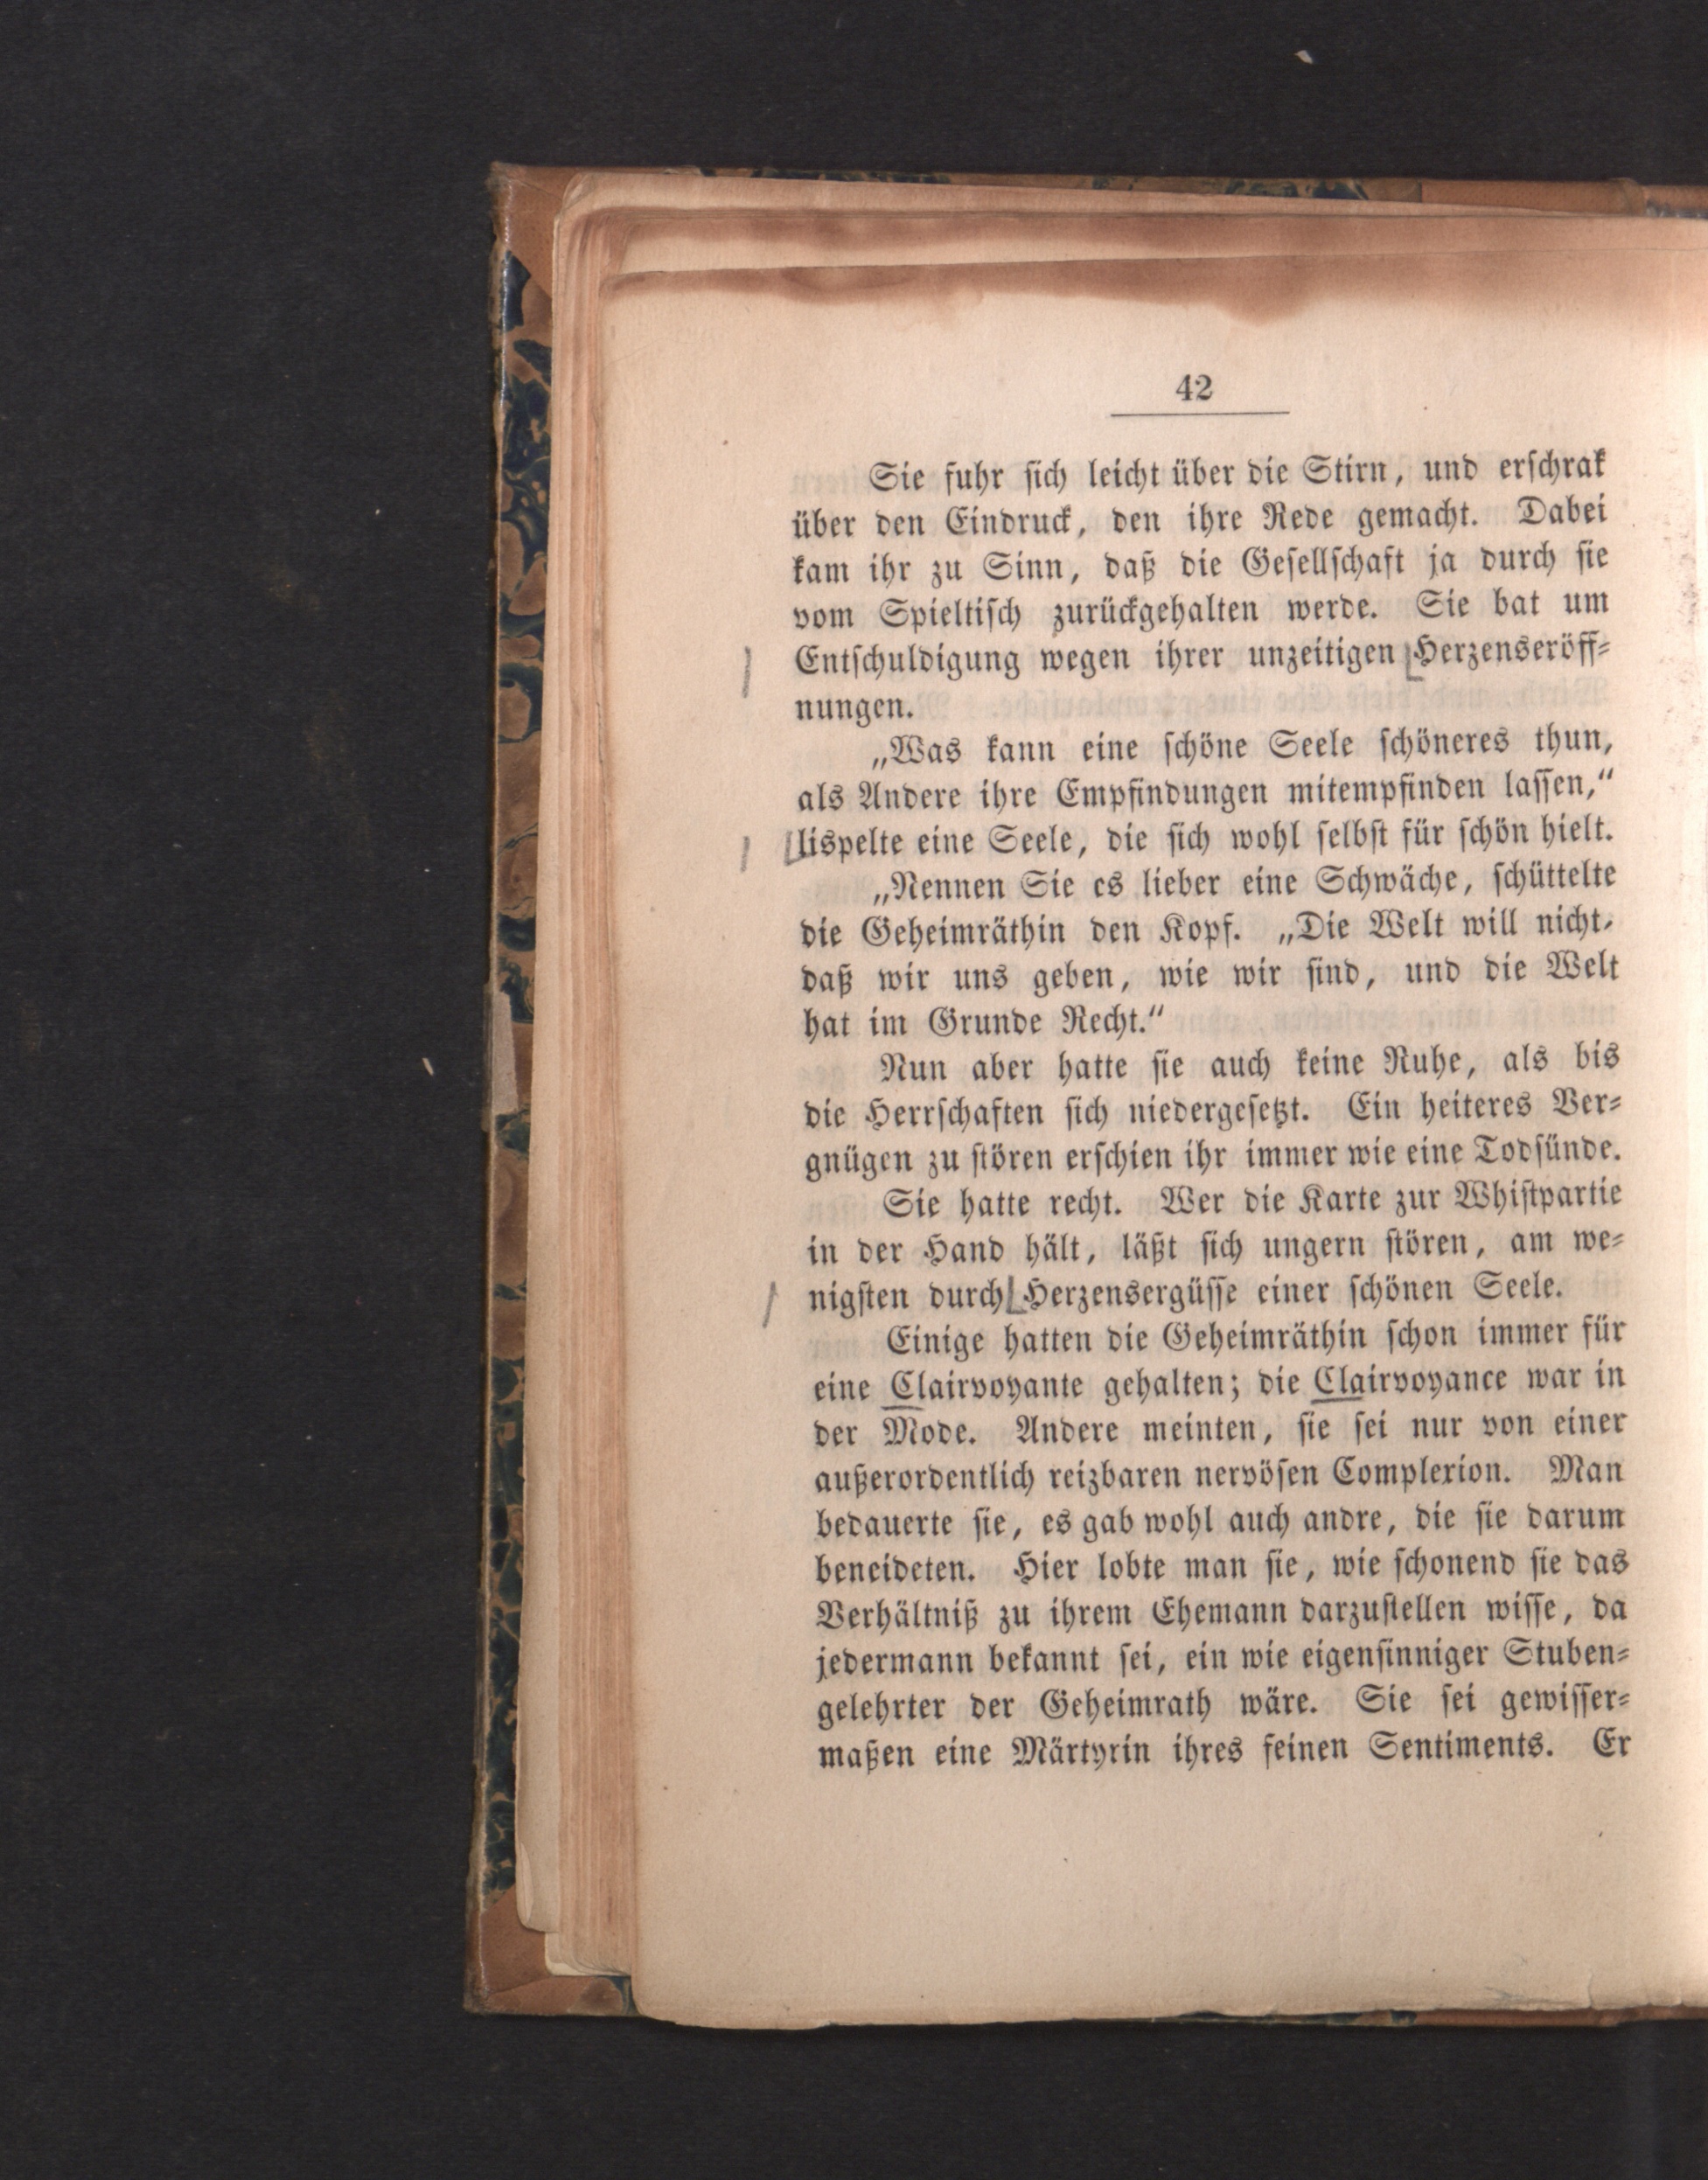 42
Sie fuhr sich leicht über die Stirn, und erschrak
über den Eindruck, den ihre Rede gemacht. Dabei
kam ihr zu Sinn, daß die Gesellschaft ja durch sie
vom Spieltisch zurückgehalten werde. Sie bat um
Entschuldigung wegen ihrer unzeitigen Herzenseröff-
nungen.
„Was kann eine schöne Seele schöneres thun,
als Andere ihre Empfindungen mitempfinden lassen,“
lispelte eine Seele, die sich wohl selbst für schön hielt.
„Nennen Sie es lieber eine Schwäche, schüttelte
die Geheimräthin den Kopf. „Die Welt will nicht,
daß wir uns geben, wie wir sind, und die Welt
hat im Grunde Recht.“
Nun aber hatte sie auch keine Ruhe, als bis
die Herrschaften sich niedergesetzt. Ein heiteres Ver-
gnügen zu stören erschien ihr immer wie eine Todsünde.
Sie hatte recht. Wer die Karte zur Whistpartie
in der Hand hält, läßt sich ungern stören, am we-
nigsten durch Herzensergüsse einer schönen Seele.
Einige hatten die Geheimräthin schon immer für
eine Clairvoyante gehalten; die Clairvoyance war in
der Mode. Andere meinten, sie sei nur von einer
außerordentlich reizbaren nervösen Complexion. Man
bedauerte sie, es gab wohl auch andre, die sie darum
beneideten. Hier lobte man sie, wie schonend sie das
Verhältniß zu ihrem Ehemann darzustellen wisse, da
jedermann bekannt sei, ein wie eigensinniger Stuben-
gelehrter der Geheimrath wäre. Sie sei gewisser-
maßen eine Märtyrin ihres feinen Sentiments. Er